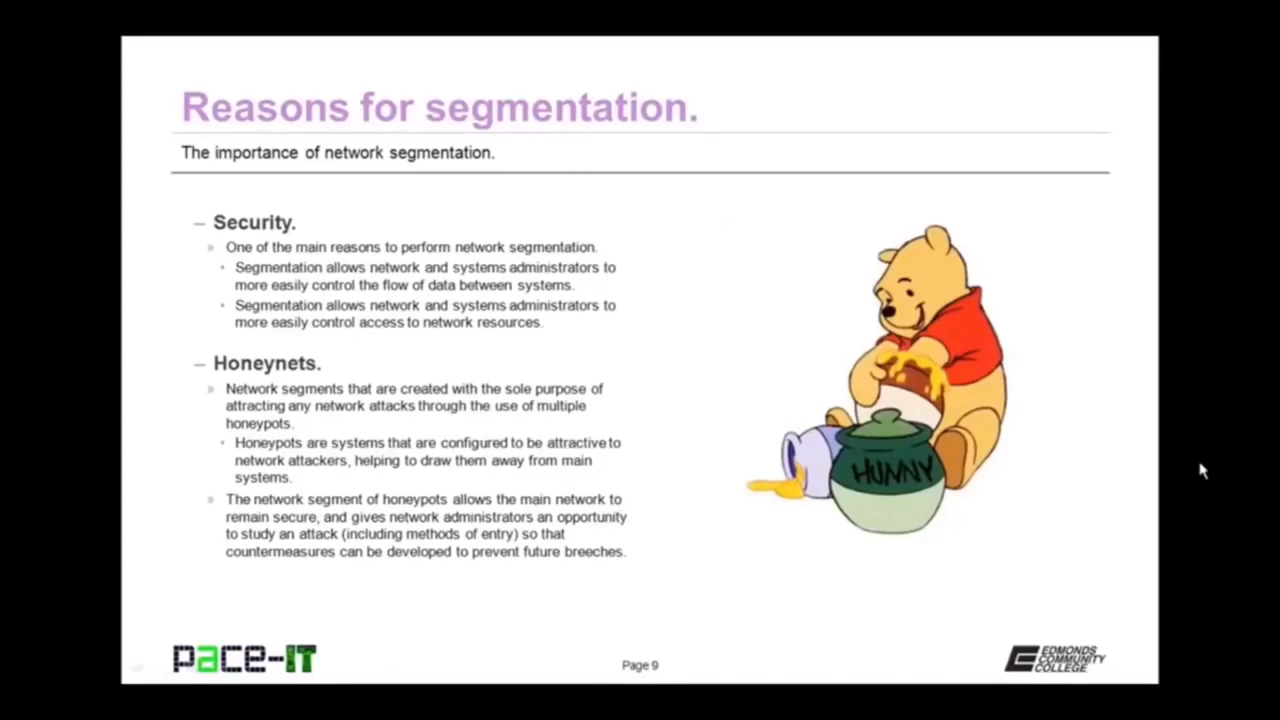 Reasons for segmentation.
The importance of network segmentation.
– Security.
» One of the main reasons to perform network segmentation.
• Segmentation allows network and systems administrators to
more easily control the flow of data between systems.
• Segmentation allows network and systems administrators to
more easily control access to network resources.
– Honeynets.
» Network segments that are created with the sole purpose of
attracting any network attacks through the use of multiple
honeypots.
• Honeypots are systems that are configured to be attractive to
network attackers, helping to draw them away from main
systems.
» The network segment of honeypots allows the main network to
remain secure, and gives network administrators an opportunity
to study an attack (including methods of entry) so that
countermeasures can be developed to prevent future breeches.
HUNNY
pace-IT
Page 9
EDMONDS
COMMUNITY
COLLEGE